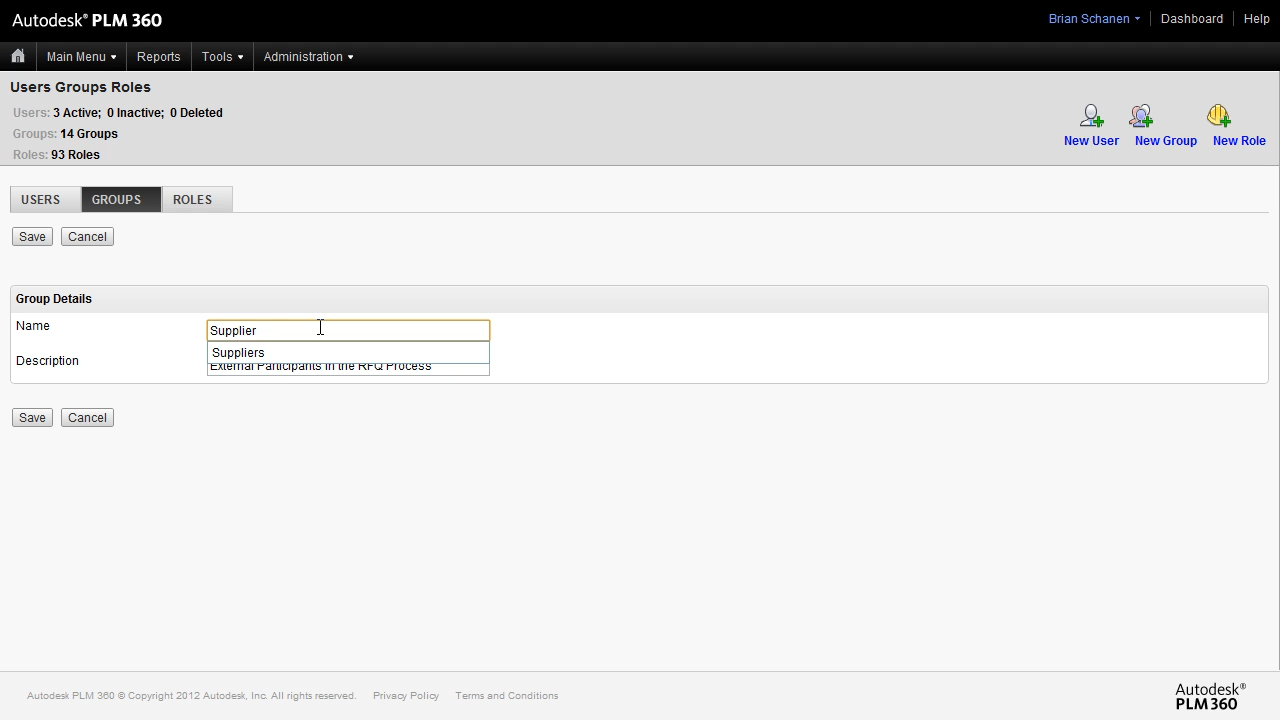 Autodesk® PLM 360
Brian Schanen
Dashboard
Help
Main Menu
Reports
Tools
Administration
Users Groups Roles
Users: 3 Active; 0 Inactive; 0 Deleted
Groups: 14 Groups
Roles: 93 Roles
New User
New Group
New Role
USERS
GROUPS
ROLES
Save
Cancel
Group Details
Name
Supplier
Suppliers
Description
External Participants in the RFQ Process
Save
Cancel
Autodesk PLM 360 © Copyright 2012 Autodesk, Inc. All rights reserved.
Privacy Policy
Terms and Conditions
Autodesk®
PLM 360